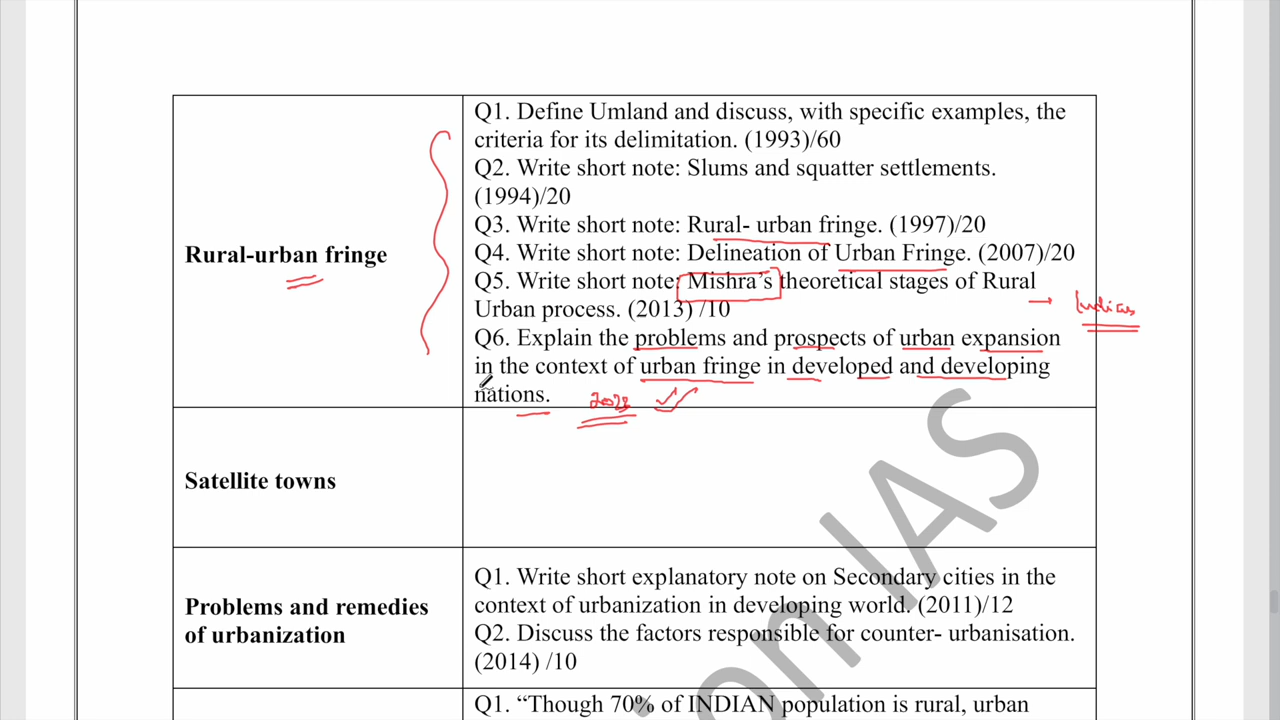 Q1. Define Umland and discuss, with specific examples, the
criteria for its delimitation. (1993)/60
Q2. Write short note: Slums and squatter settlements.
(1994)/20
Q3. Write short note: Rural- urban fringe. (1997)/20
Rural-urban fringe
Q4. Write short note: Delineation of Urban Fringe. (2007)/20
Q5. Write short note: Mishra's theoretical stages of Rural
Urban process. (2013) /10
Q6. Explain the problems and prospects of urban expansion
in the context of urban fringe in developed and developing
nations.
2023
Satellite towns
Problems and remedies
of urbanization
Q1. Write short explanatory note on Secondary cities in the
context of urbanization in developing world. (2011)/12
Q2. Discuss the factors responsible for counter- urbanisation.
(2014) /10
Q1. “Though 70% of INDIAN population is rural, urban
on IAS